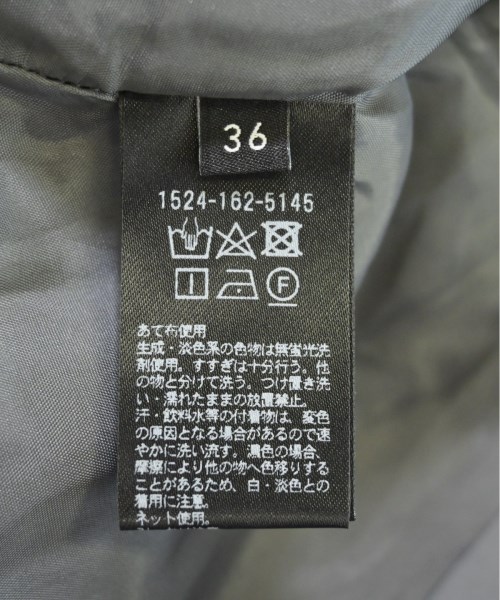 36
1524-162-5145
F
あて布使用
生成・淡色系の色物は無蛍光洗
剤使用。すすぎは十分行う。他
の物と分けて洗う。つけ置き洗
い・濡れたままの放置禁止。
汗・飲料水等の付着物は、変色
の原因となる場合があるので速
やかに洗い流す。濃色の場合、
摩擦により他の物へ色移りする
ことがあるため、白・淡色との
着用に注意。
ネット使用。